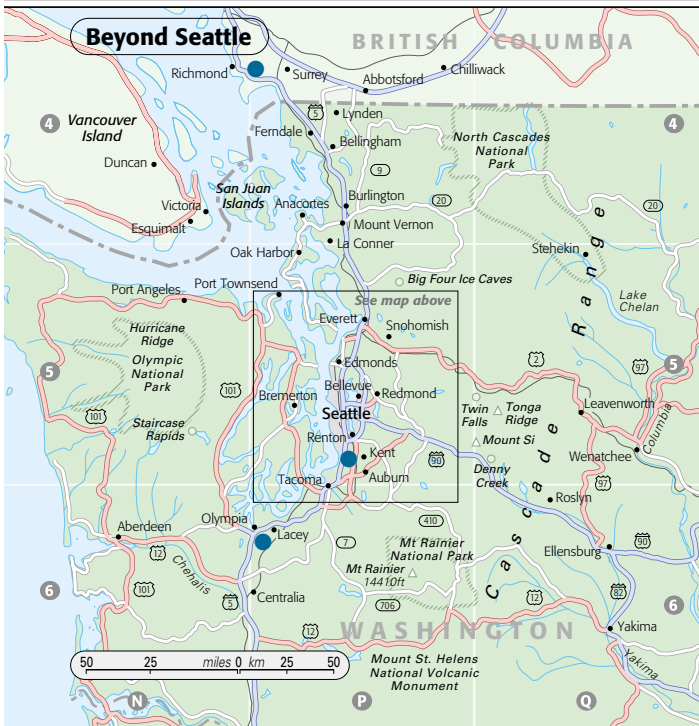 Beyond Seattle
BRITISH COLUMBIA
Richmond
Surrey
Abbotsford
Chilliwack
4
Vancouver
Island
5
Lynden
Ferndale
Bellingham
North Cascades
National
Park
4
Duncan
9
San Juan
Islands
Victoria
Esquimalt
Anacortes
Burlington
20
20
Mount Vernon
La Conner
Oak Harbor
Stehekin
Range
Port Angeles
Port Townsend
Big Four Ice Caves
Lake
Chelan
See map above
Everett
Snohomish
Hurricane
Ridge
Olympic
National
Park
5
Edmonds
2
97
5
101
Bremerton
Bellevue
Redmond
Seattle
Twin
Falls
Tonga
Ridge
Leavenworth
101
Staircase
Rapids
Renton
Mount Si
Columbia
Kent
90
Denny
Creek
Wenatchee
Tacoma
Auburn
97
Cascade
Roslyn
Olympia
Aberdeen
Lacey
410
7
Mt Rainier
National Park
90
Ellensburg
12
Chehalis
Mt Rainier
14410ft
6
101
5
Centralia
706
12
82
6
12
WASHINGTON
Yakima
Yakima
50 25 miles 0 km 25 50
Mount St. Helens
National Volcanic
Monument
N
P
Q